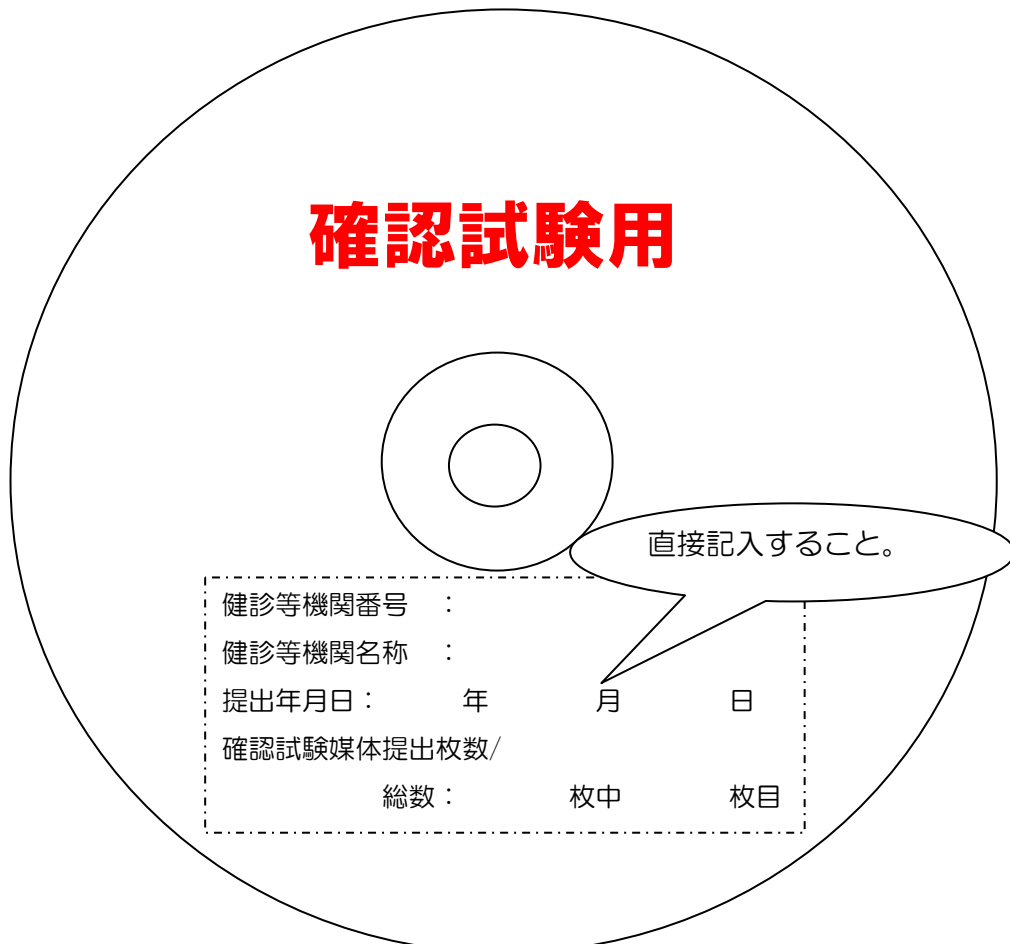 確認試験用
直接記入すること。
健診等機関番号　：
健診等機関名称　：
提出年月日：　　　年　　　　月　　　　日
確認試験媒体提出枚数/
総数：　　　　枚中　　　　枚目